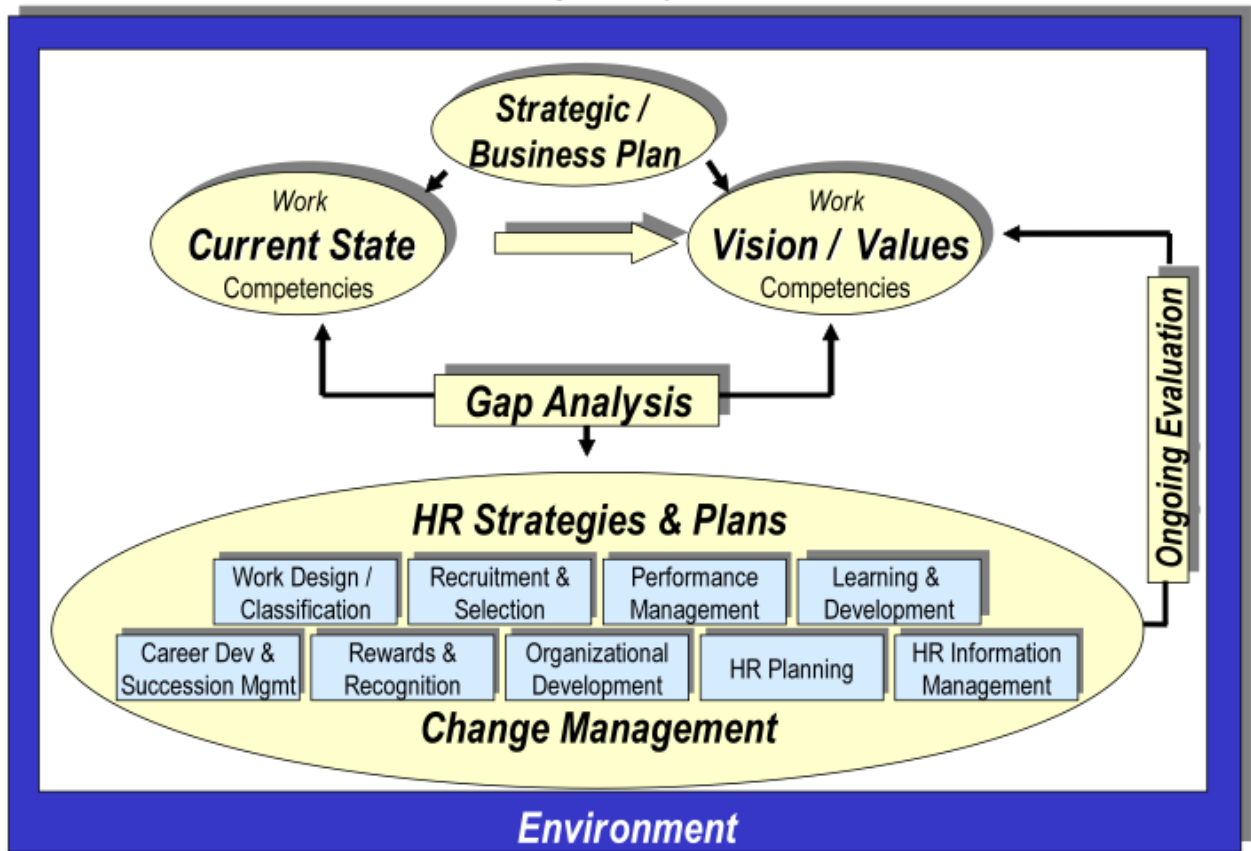 Strategic /
Business Plan
Work
Current State
Competencies
Work
Vision / Values
Competencies
Gap Analysis
Ongoing Evaluation
HR Strategies & Plans
Work Design /
Classification
Recruitment &
Selection
Performance
Management
Learning &
Development
Career Dev &
Succession Mgmt
Rewards &
Recognition
Organizational
Development
HR Planning
HR Information
Management
Change Management
Environment